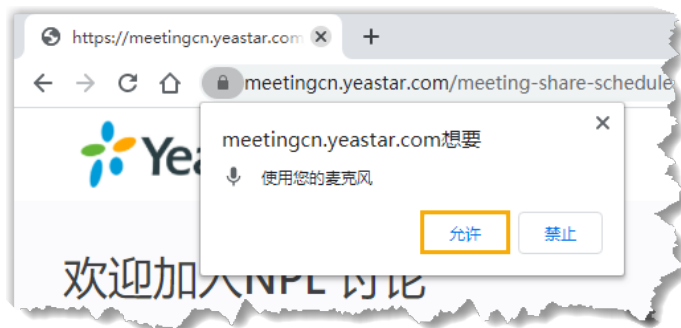 https://meetingcn.yeastar.com
meetingcn.yeastar.com/meeting-share-schedule
Yea
meetingcn.yeastar.com想要
使用您的麦克风
允许 禁止
欢迎加入NPL 讨论